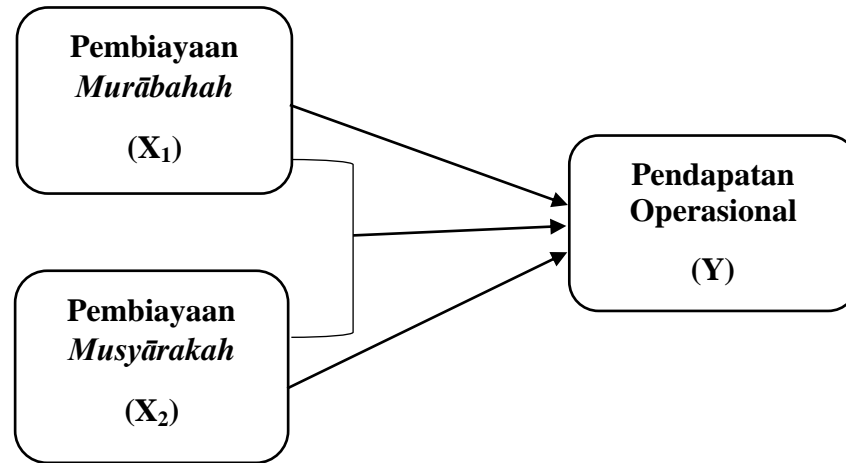 Pembiayaan
Murābahah
(X₁)
Pendapatan
Operasional
(Y)
Pembiayaan
Musyārakah
(X₂)